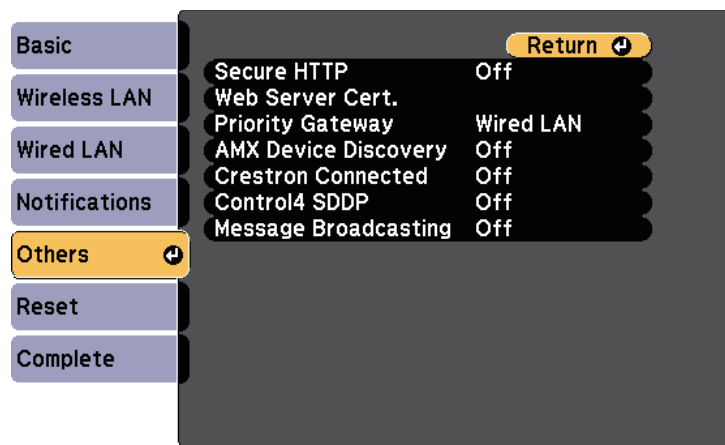 Basic
Wireless LAN
Wired LAN
Notifications
Others
Reset
Complete
Return
Secure HTTP Off
Web Server Cert.
Priority Gateway Wired LAN
AMX Device Discovery Off
Crestron Connected Off
Control4 SDDP Off
Message Broadcasting Off